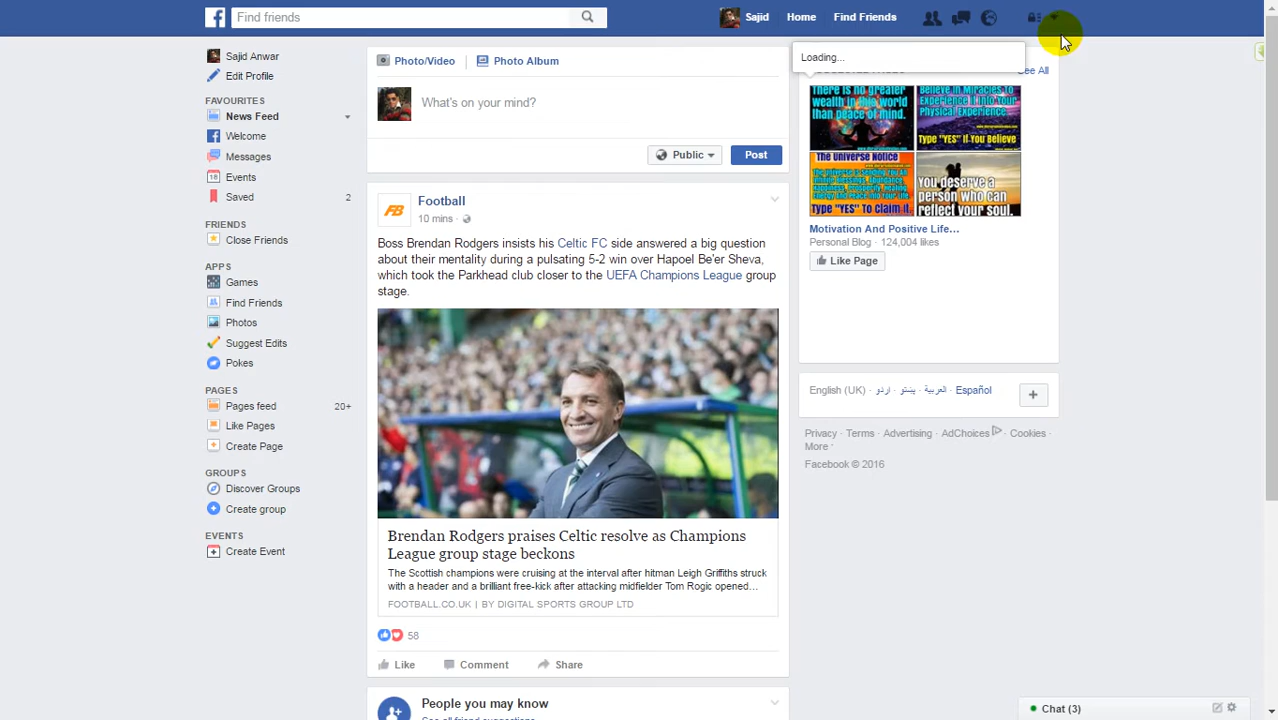 Find friends
Sajid
Home
Find Friends
Sajid Anwar
Edit Profile
FAVOURITES
News Feed
Welcome
Messages
Events
Saved 2
FRIENDS
Close Friends
APPS
Games
Find Friends
Photos
Suggest Edits
Pokes
PAGES
Pages feed 20+
Like Pages
Create Page
GROUPS
Discover Groups
Create group
EVENTS
Create Event
Photo/Video
Photo Album
What's on your mind?
Public
Post
Football
10 mins ·
Boss Brendan Rodgers insists his Celtic FC side answered a big question
about their mentality during a pulsating 5-2 win over Hapoel Be'er Sheva,
which took the Parkhead club closer to the UEFA Champions League group
stage.
Brendan Rodgers praises Celtic resolve as Champions
League group stage beckons
The Scottish champions were cruising at the interval after hitman Leigh Griffiths struck
with a header and a brilliant free-kick after attacking midfielder Tom Rogic opened…
FOOTBALL.CO.UK | BY DIGITAL SPORTS GROUP LTD
58
Like
Comment
Share
People you may know
Loading...
See All
There is no greater
wealth in this world
than peace of mind.
Believe in Miracles to
Experience it Into Your
Physical Experience.
Type "YES" If You Believe
The Universe Notice
The universe is sending you an
Type "YES" To Claim it.
You deserve a
person who can
reflect your soul.
Motivation And Positive Life…
Personal Blog · 124,004 likes
Like Page
English (UK) · اردو · پښتو · العربية · Español
Privacy · Terms · Advertising · AdChoices · Cookies ·
More ·
Facebook © 2016
Chat (3)